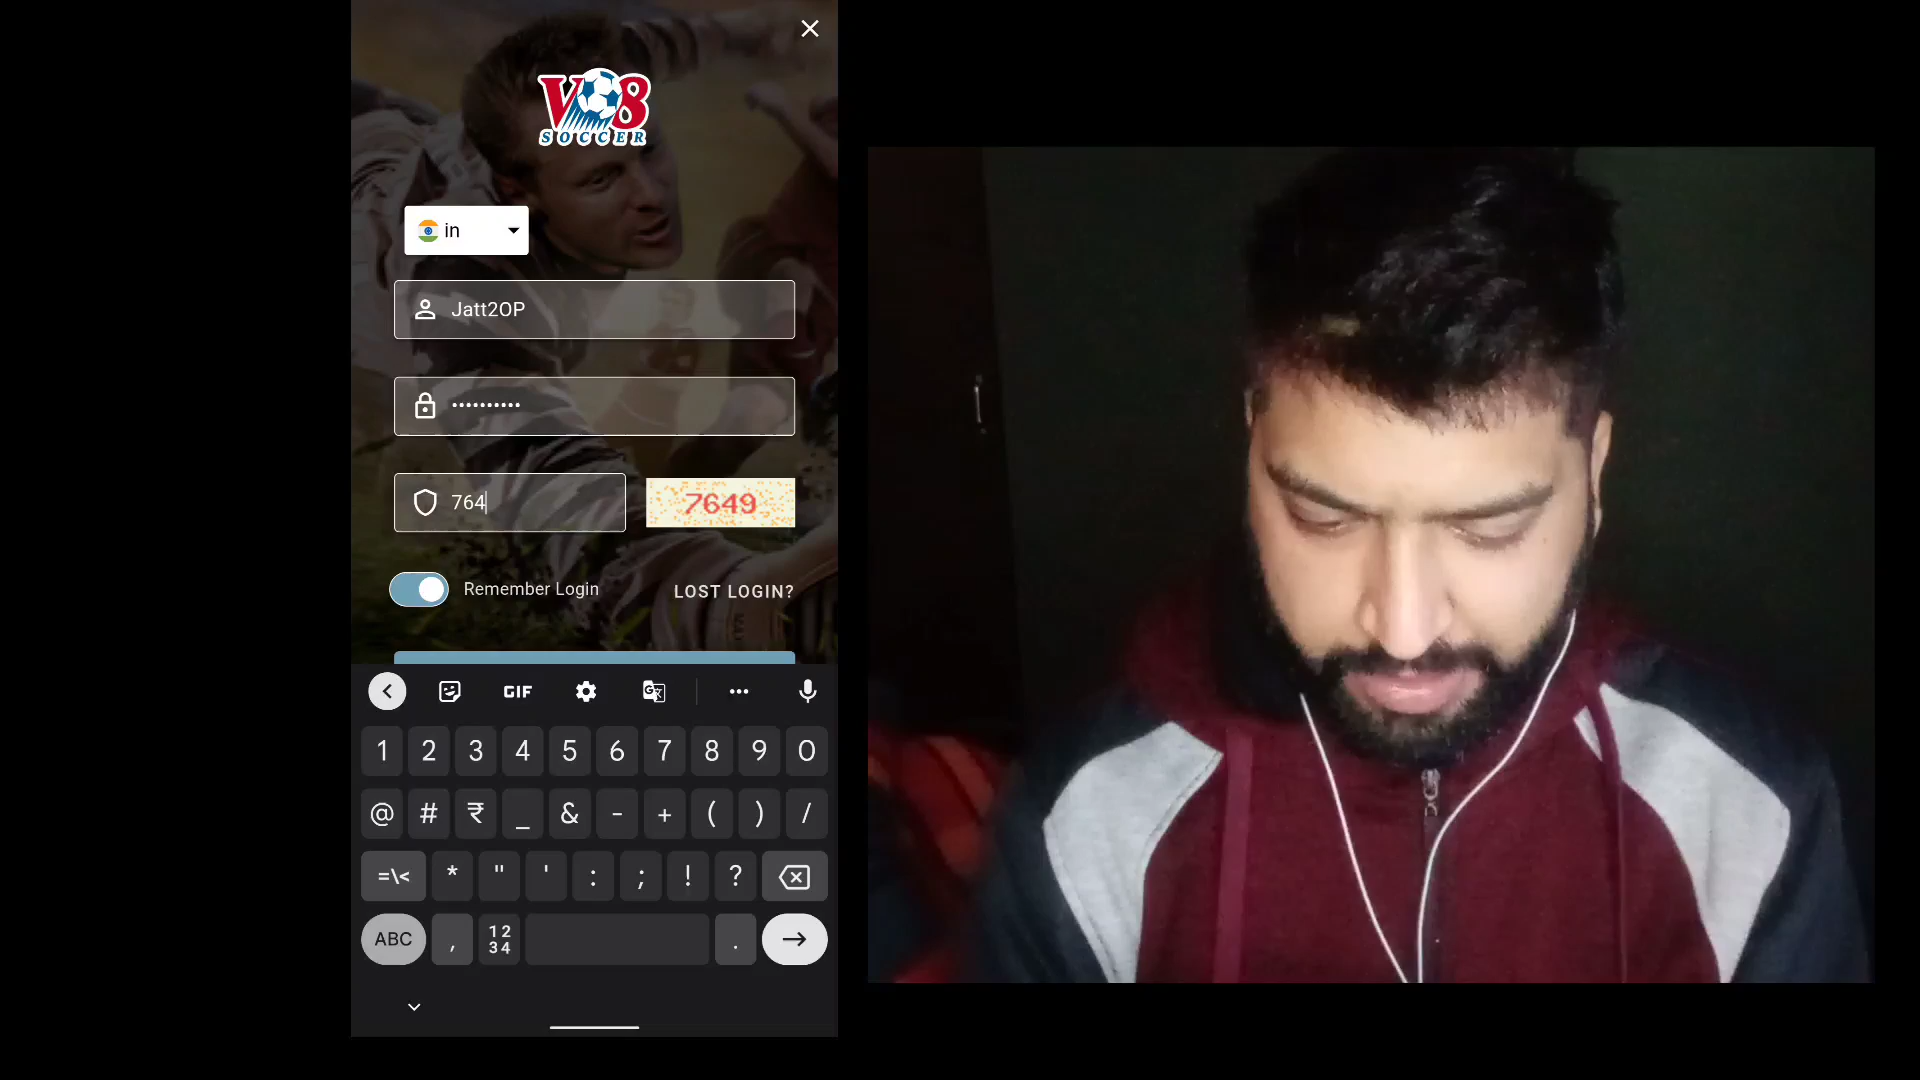 V8
SOCCER
in
Jatt2OP
••••••••••
764
7649
Remember Login
LOST LOGIN?
GIF
1 2 3 4 5 6 7 8 9 0
@ # ₹ _ & - + ( ) /
=\< * " ' : ; ! ?
ABC , 12 34 .